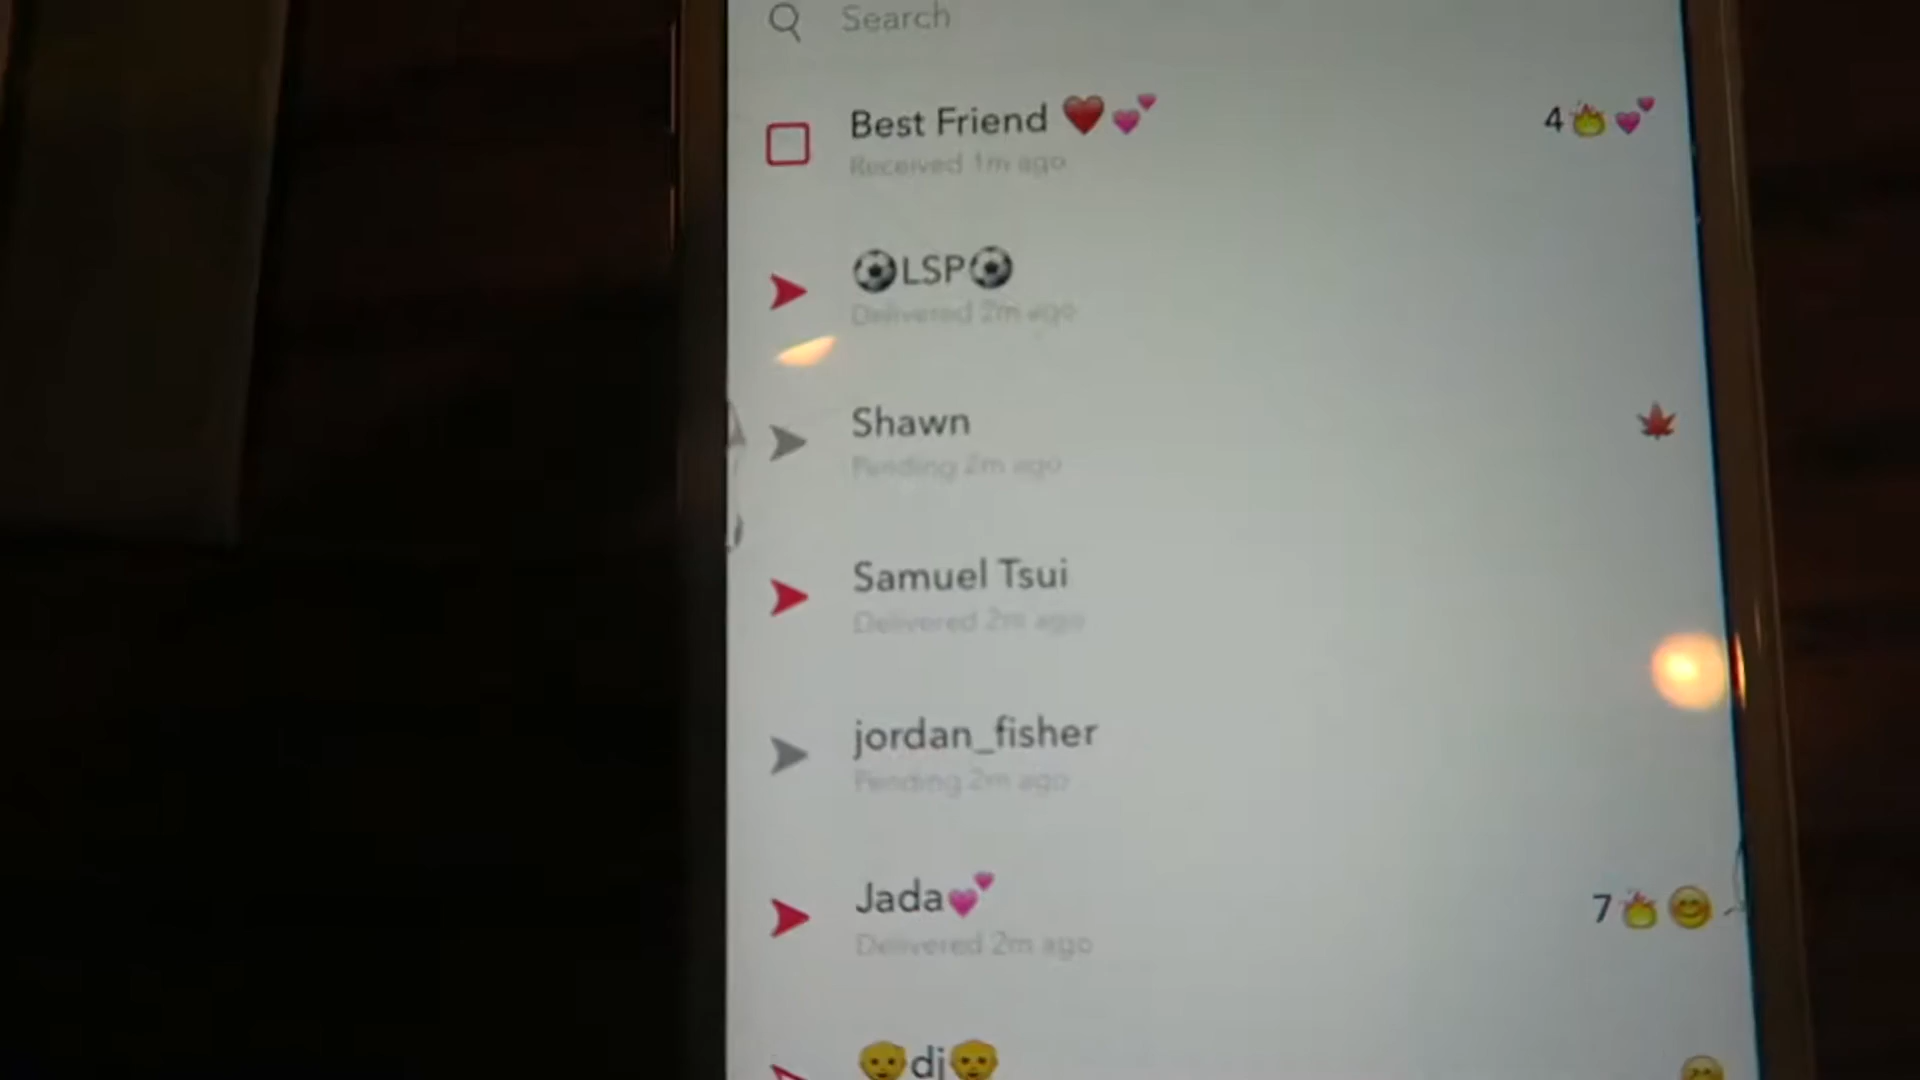 Search
Best Friend ❤️💕 4🔥💕
Received 1m ago
⚽LSP⚽
Delivered 2m ago
Shawn 🍁
Pending 2m ago
Samuel Tsui
Delivered 2m ago
jordan_fisher
Pending 2m ago
Jada💕 7🔥😊
Delivered 2m ago
👴dj👴